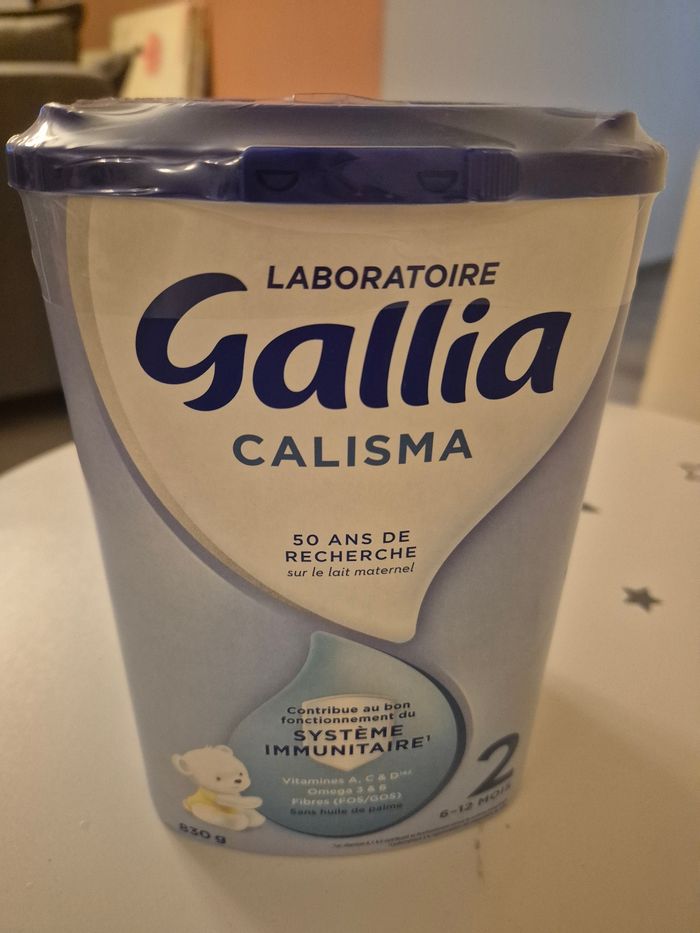 LABORATOIRE
Gallia
CALISMA
50 ANS DE
RECHERCHE
sur le lait maternel
Contribue au bon
fonctionnement du
SYSTÈME
IMMUNITAIRE¹
Vitamines A, C & D
Omega 3 & 6
Fibres (FOS/GOS)
Sans huile de palme
2
6-12 MOIS
830 g